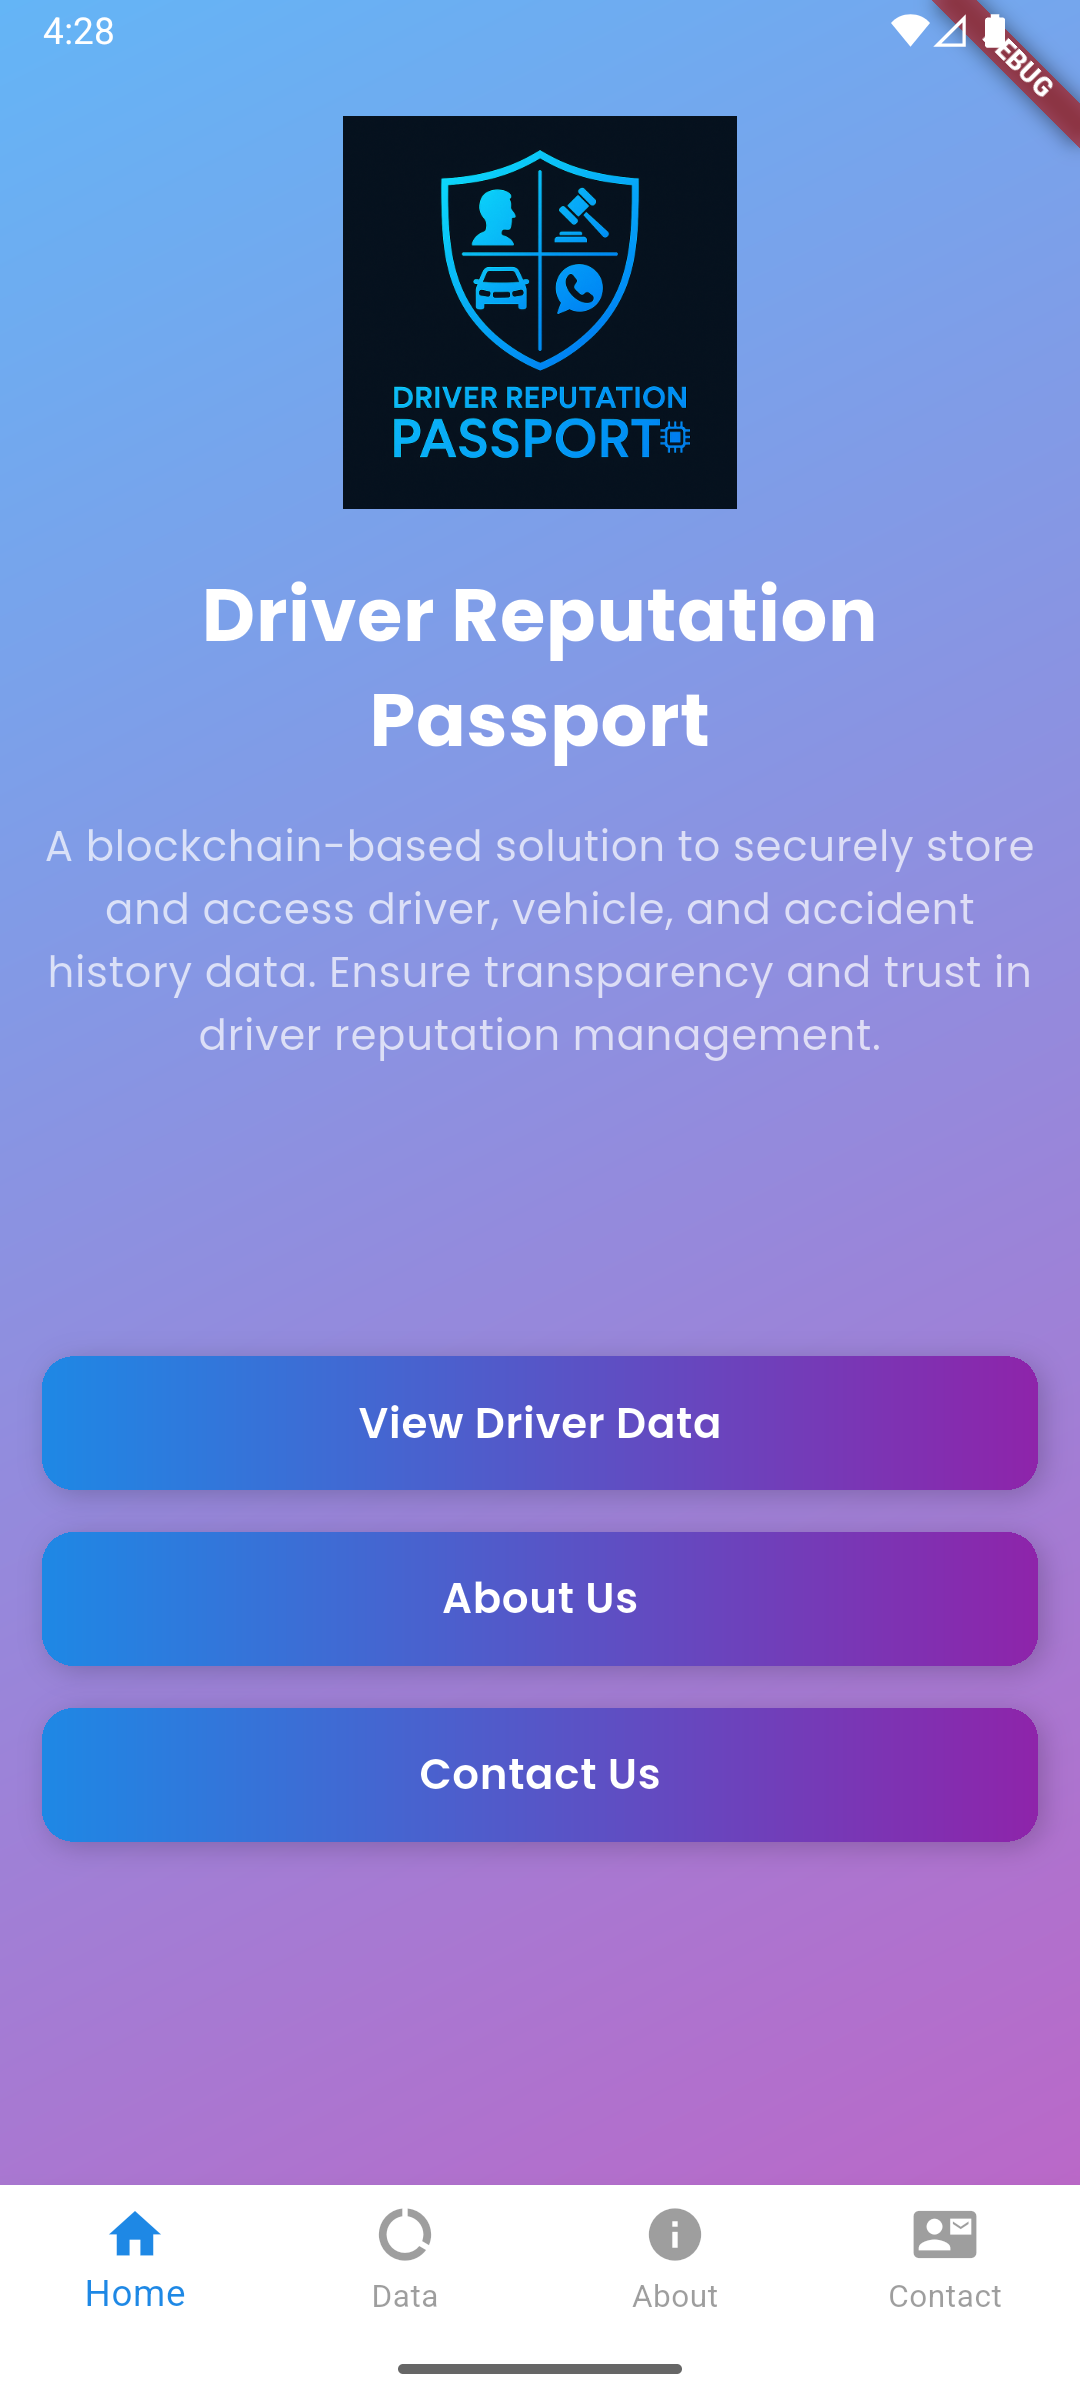 4:28
DEBUG
DRIVER REPUTATION
PASSPORT
Driver Reputation
Passport
A blockchain-based solution to securely store
and access driver, vehicle, and accident
history data. Ensure transparency and trust in
driver reputation management.
View Driver Data
About Us
Contact Us
Home
Data
About
Contact